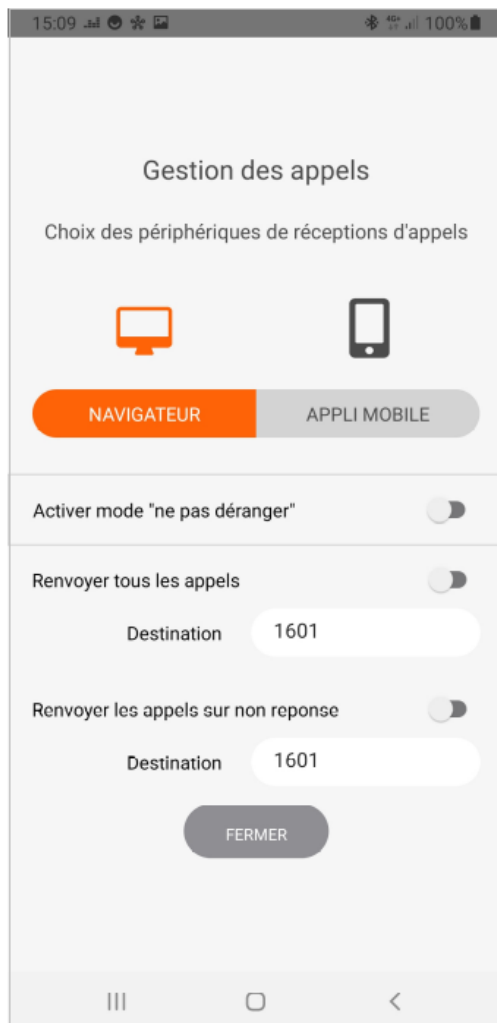 15:09 100%
Gestion des appels
Choix des périphériques de réceptions d'appels
NAVIGATEUR APPLI MOBILE
Activer mode "ne pas déranger"
Renvoyer tous les appels
Destination 1601
Renvoyer les appels sur non reponse
Destination 1601
FERMER